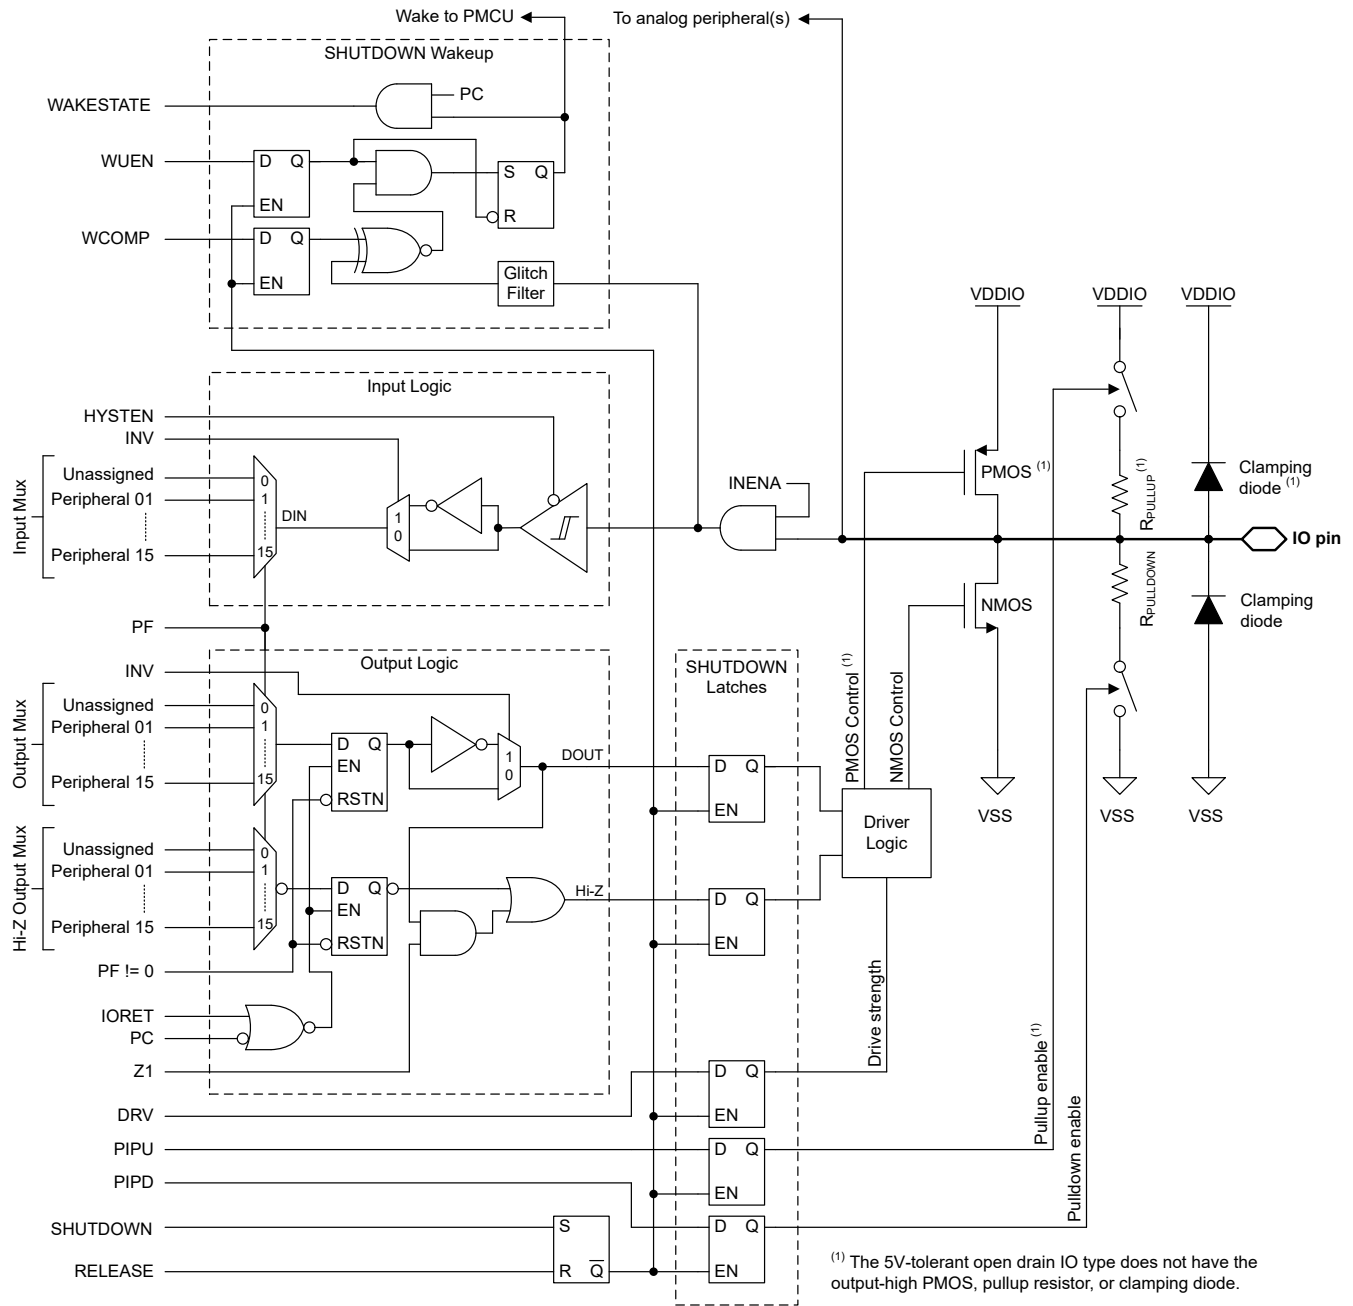 Wake to PMCU
To analog peripheral(s)
SHUTDOWN Wakeup
WAKESTATE
PC
WUEN
D Q
EN
S Q
R
WCOMP
D Q
EN
Glitch
Filter
VDDIO
VDDIO
VDDIO
Input Logic
HYSTEN
INV
Input Mux
Unassigned
Peripheral 01
Peripheral 15
0
1
15
DIN
1
0
INENA
PMOS (1)
RPULLUP (1)
Clamping
diode (1)
IO pin
NMOS
RPULLDOWN
Clamping
diode
PF
Output Logic
INV
Output Mux
Unassigned
Peripheral 01
Peripheral 15
0
1
15
D Q
EN
RSTN
1
0
DOUT
SHUTDOWN
Latches
D Q
EN
PMOS Control (1)
NMOS Control
Driver
Logic
VSS
VSS
VSS
Hi-Z Output Mux
Unassigned
Peripheral 01
Peripheral 15
0
1
15
D Q
EN
RSTN
Hi-Z
D Q
EN
PF != 0
IORET
PC
Z1
Drive strength
DRV
D Q
EN
PIPU
D Q
EN
Pullup enable (1)
PIPD
D Q
EN
Pulldown enable
SHUTDOWN
RELEASE
S
R Q
(1) The 5V-tolerant open drain IO type does not have the
output-high PMOS, pullup resistor, or clamping diode.